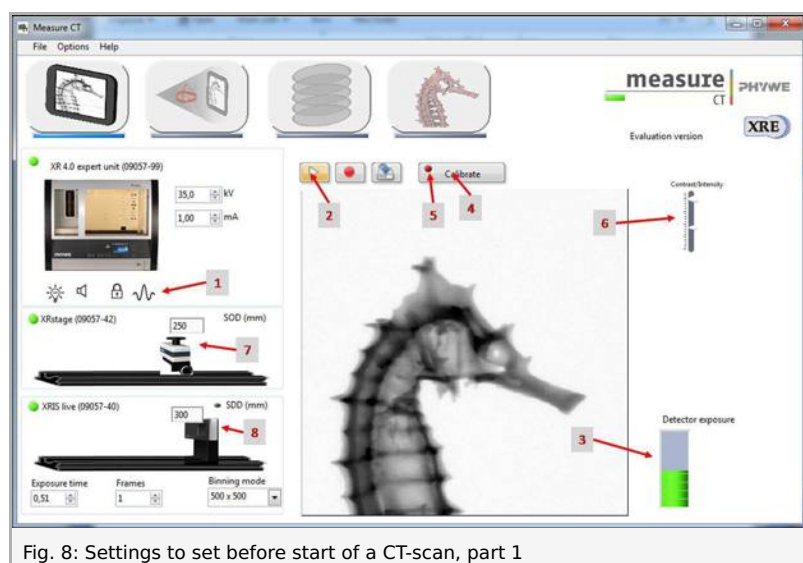 Measure CT
File Options Help
measure
CT
PHYWE
Evaluation version
XRE
XR 4.0 expert unit (09057-99)
35,0 kV
1,00 mA
1
XRstage (09057-42)
SOD (mm)
250
7
XRIS live (09057-40)
SDD (mm)
300
8
Exposure time
Frames
Binning mode
0,51
1
500 x 500
Calibrate
2
5
4
Contrast/Intensity
6
Detector exposure
3
Fig. 8: Settings to set before start of a CT-scan, part 1